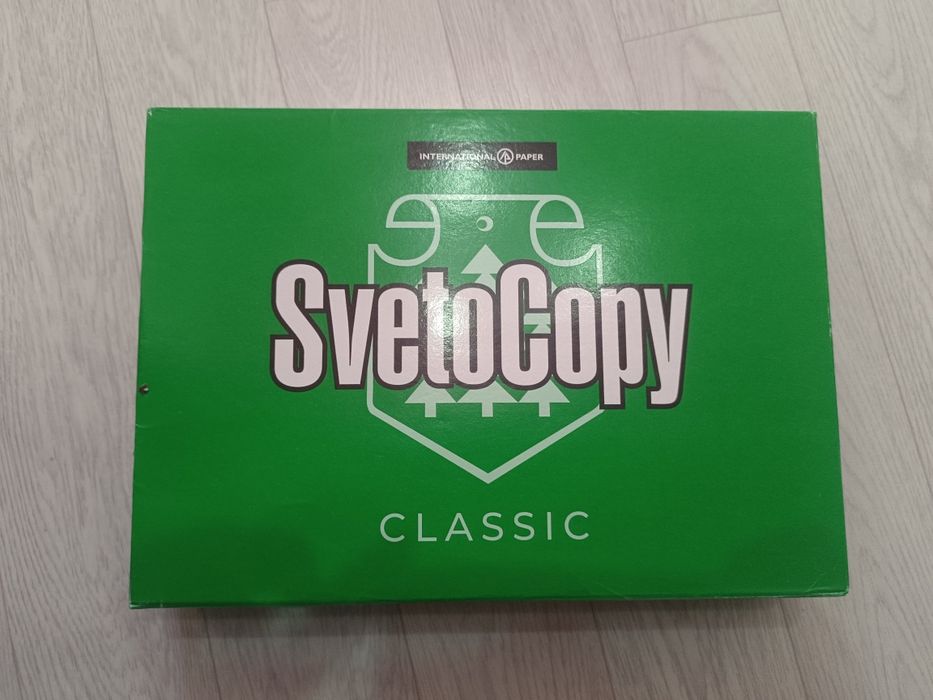 INTERNATIONAL PAPER
SvetoCopy
CLASSIC